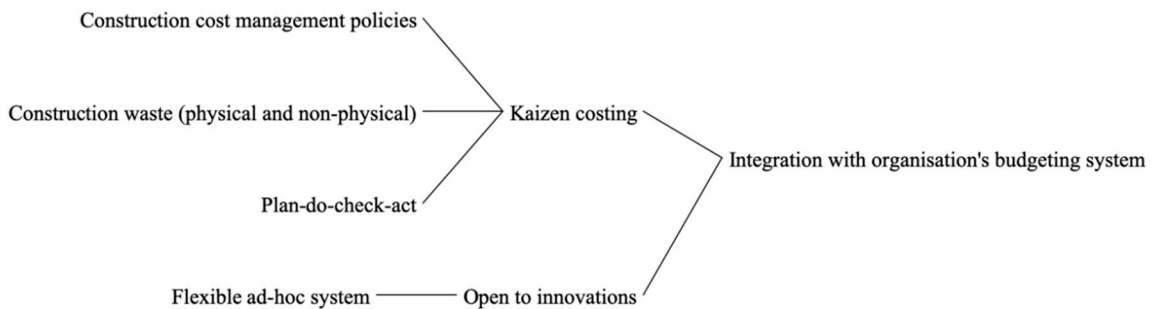 Construction cost management policies
Construction waste (physical and non-physical)
Kaizen costing
Integration with organisation's budgeting system
Plan-do-check-act
Flexible ad-hoc system
Open to innovations